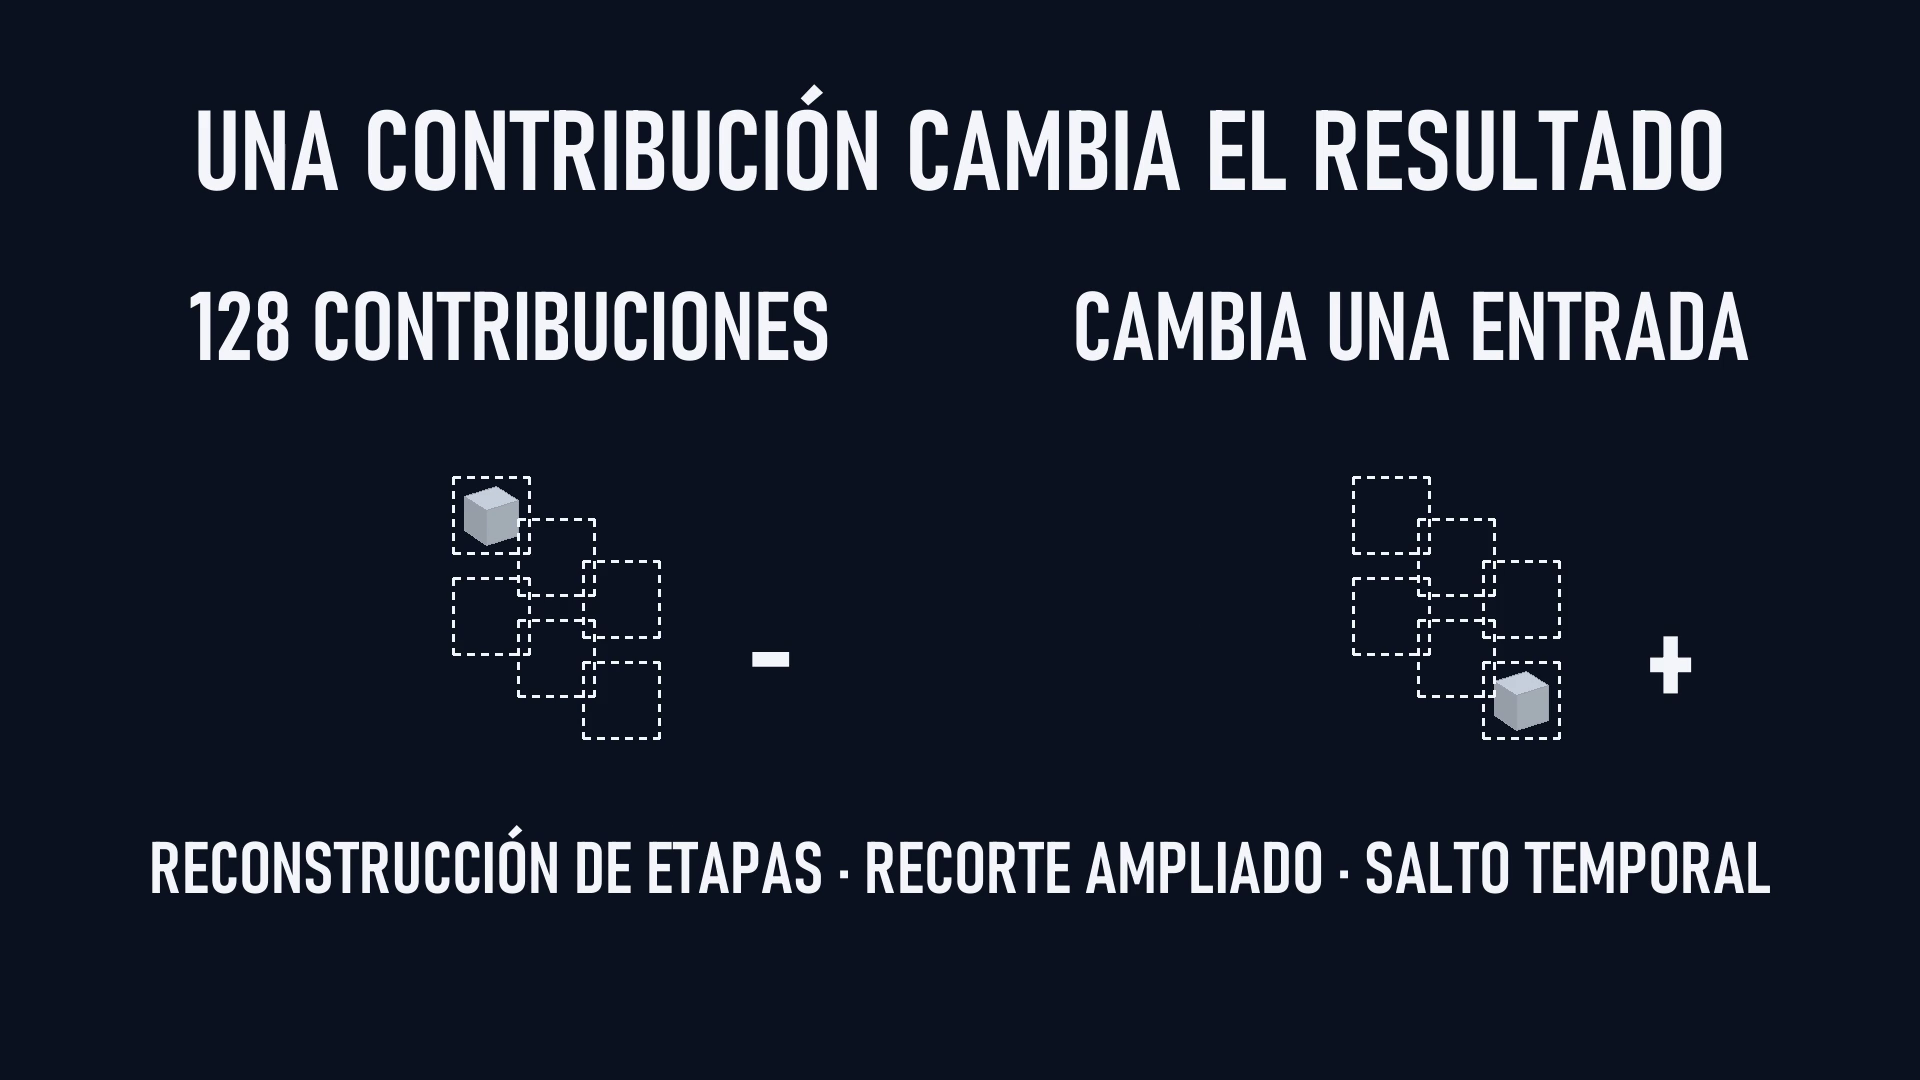 UNA CONTRIBUCIÓN CAMBIA EL RESULTADO
128 CONTRIBUCIONES
CAMBIA UNA ENTRADA
-
+
RECONSTRUCCIÓN DE ETAPAS · RECORTE AMPLIADO · SALTO TEMPORAL